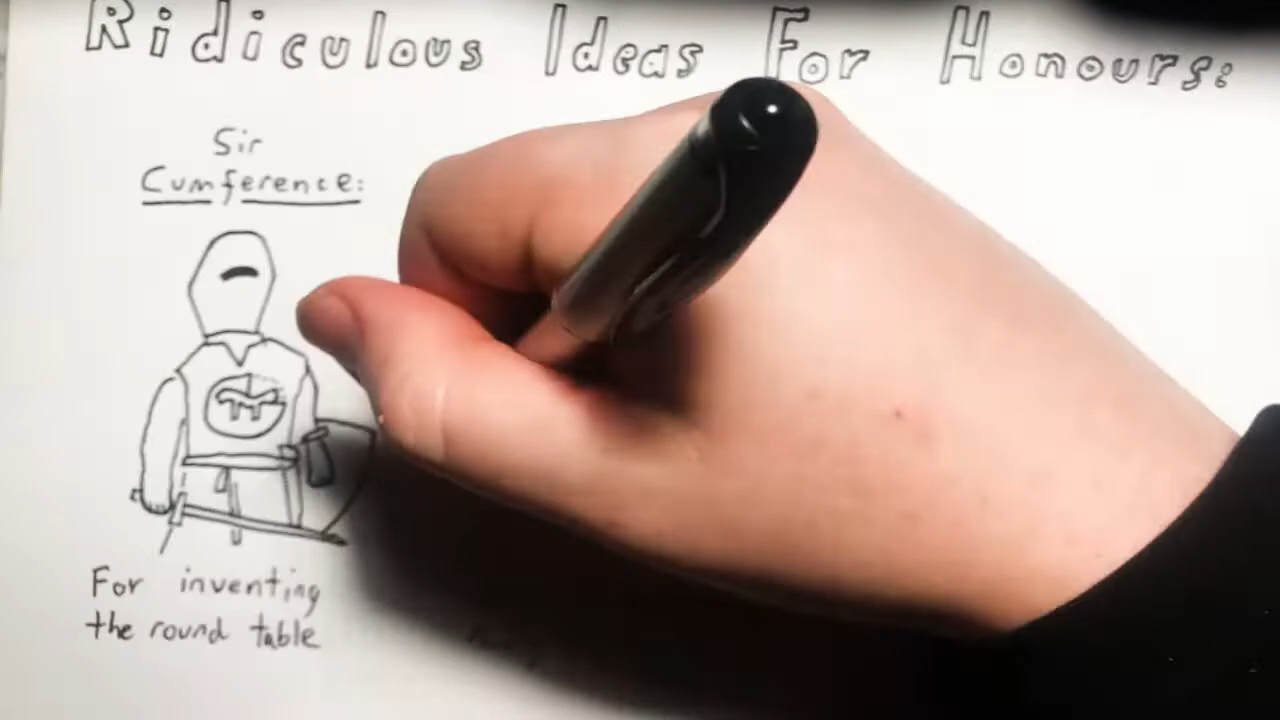 Ridiculous Ideas For Honours:
Sir
Cumference:
For inventing
the round table